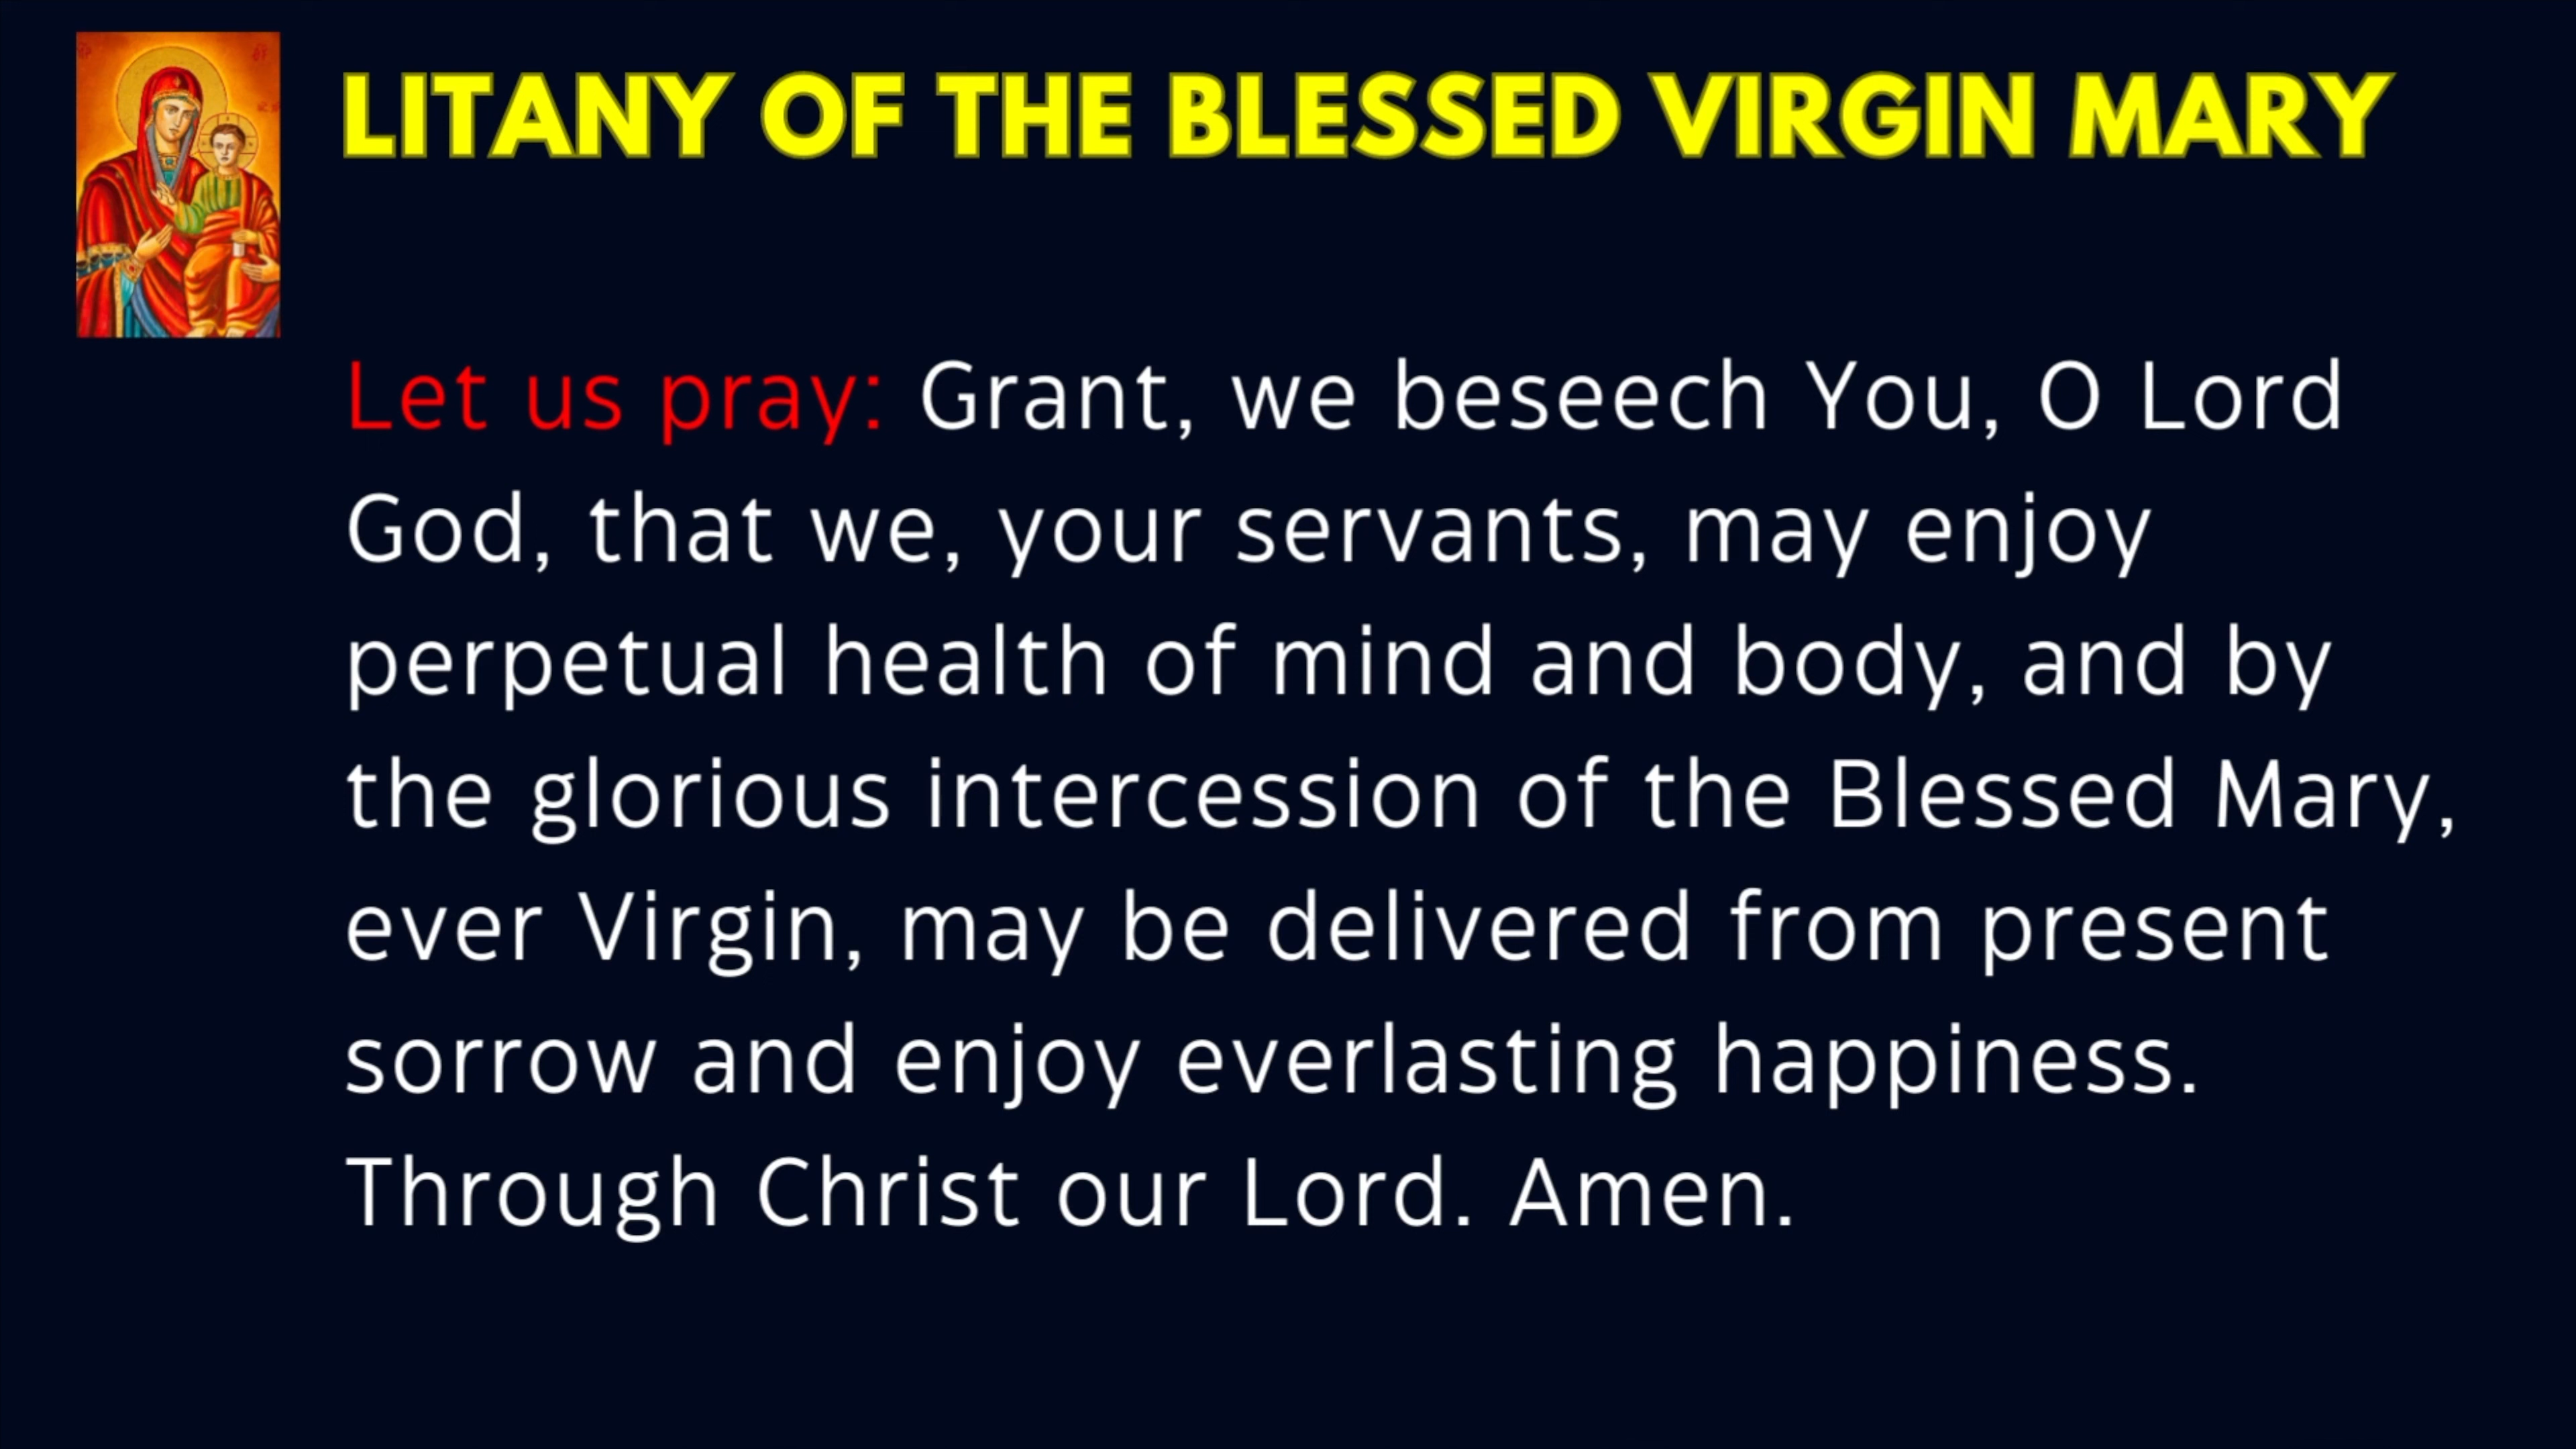 LITANY OF THE BLESSED VIRGIN MARY
Let us pray: Grant, we beseech You, O Lord
God, that we, your servants, may enjoy
perpetual health of mind and body, and by
the glorious intercession of the Blessed Mary,
ever Virgin, may be delivered from present
sorrow and enjoy everlasting happiness.
Through Christ our Lord. Amen.